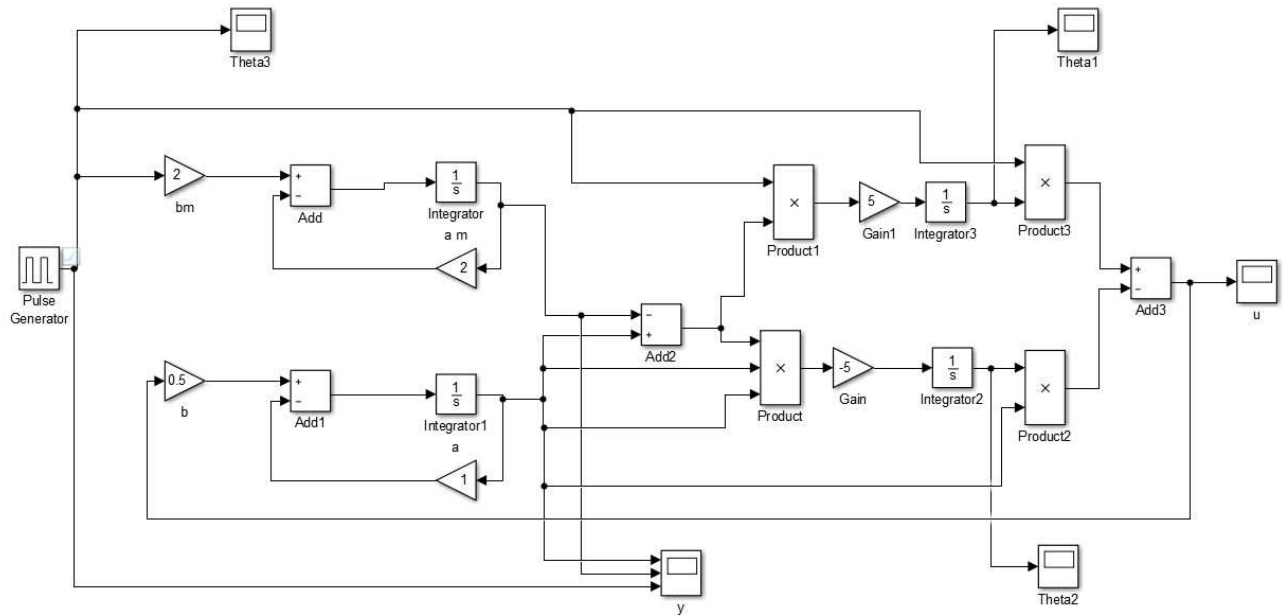 Theta3
Theta1
2
bm
+
−
Add
1
s
Integrator
a m
2
×
Product1
5
Gain1
1
s
Integrator3
×
Product3
Pulse
Generator
−
+
Add2
+
−
Add3
u
0.5
b
+
−
Add1
1
s
Integrator1
a
1
×
Product
-5
Gain
1
s
Integrator2
×
Product2
y
Theta2